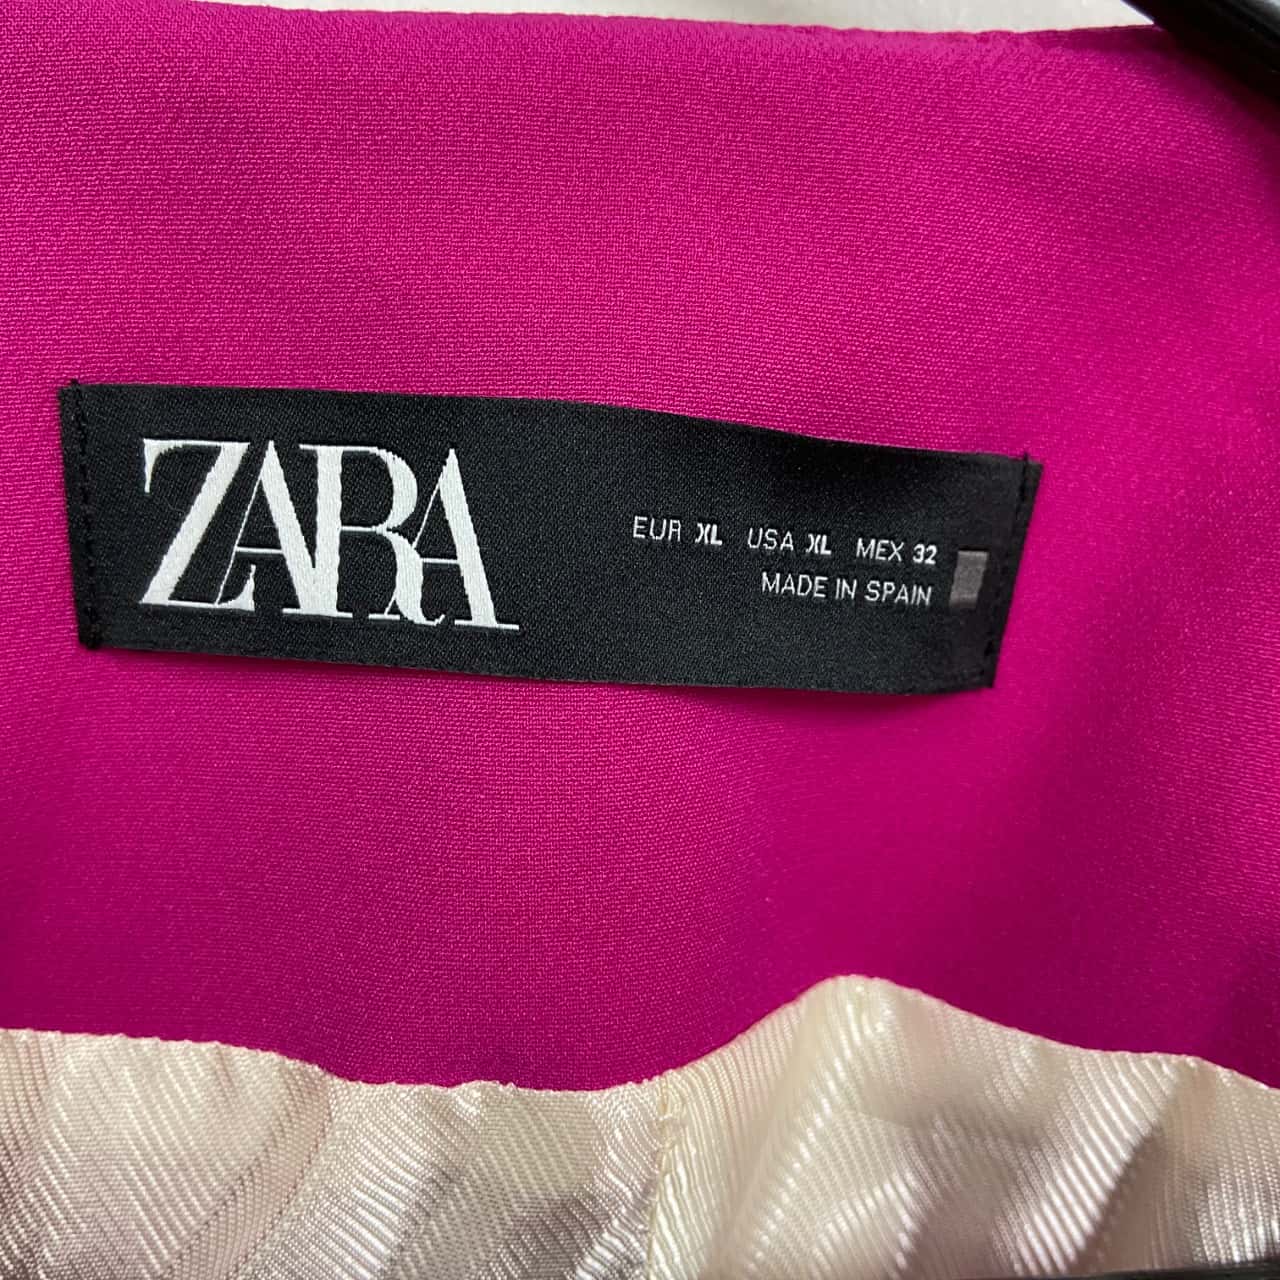 ZARA
EUR XL USA XL MEX 32
MADE IN SPAIN